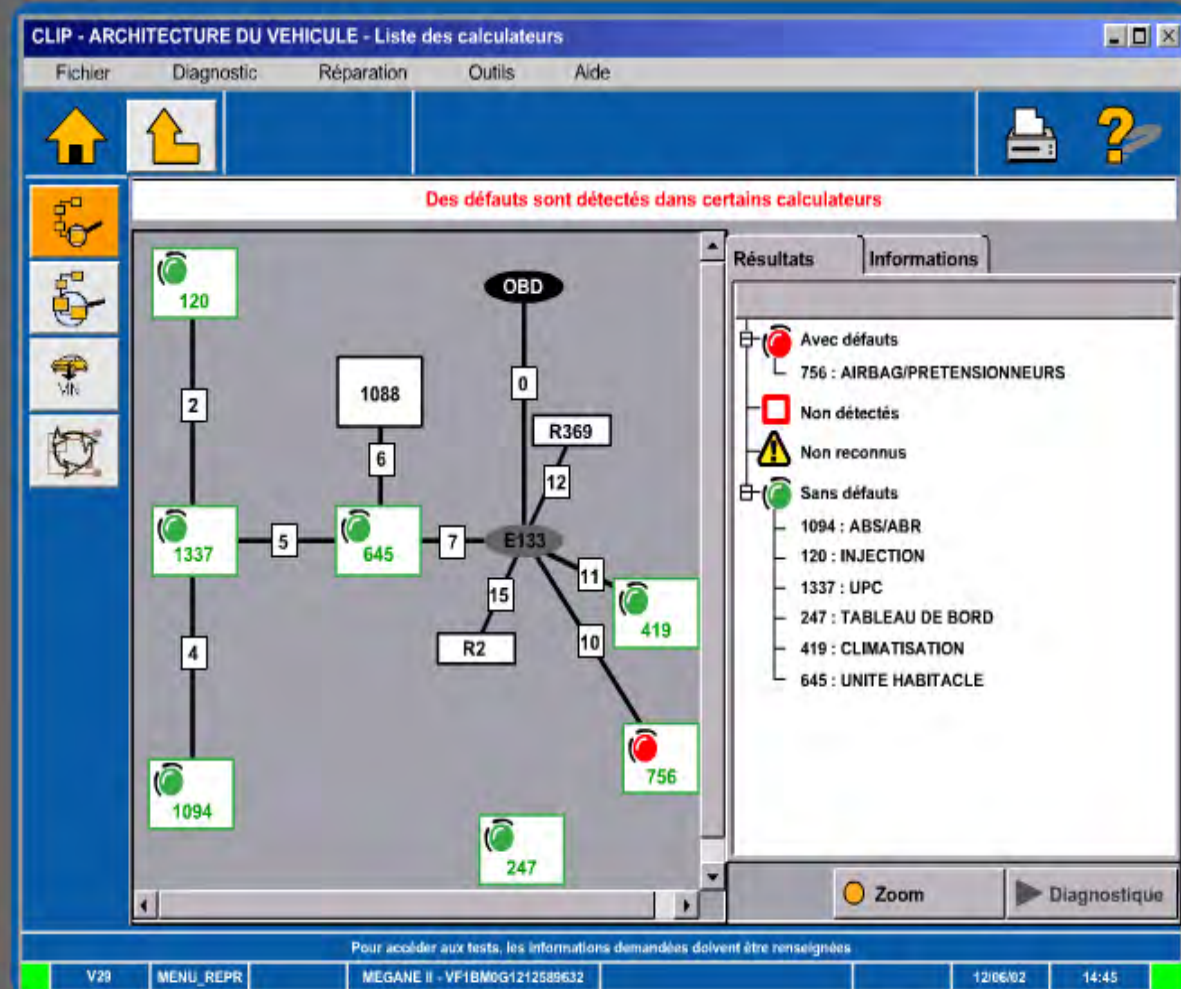 CLIP - ARCHITECTURE DU VEHICULE - Liste des calculateurs
Fichier Diagnostic Réparation Outils Aide
VIN
Des défauts sont détectés dans certains calculateurs
120
OBD
2
1088
0
R369
6
12
1337
5
645
7
E133
11
15
419
4
R2
10
756
1094
247
Résultats Informations
Avec défauts
756 : AIRBAG/PRETENSIONNEURS
Non détectés
Non reconnus
Sans défauts
1094 : ABS/ABR
120 : INJECTION
1337 : UPC
247 : TABLEAU DE BORD
419 : CLIMATISATION
645 : UNITE HABITACLE
Zoom Diagnostique
Pour accéder aux tests, les informations demandées doivent être renseignées
V29 MENU_REPR MEGANE II - VF1BM0G1212589632 12/06/02 14:45